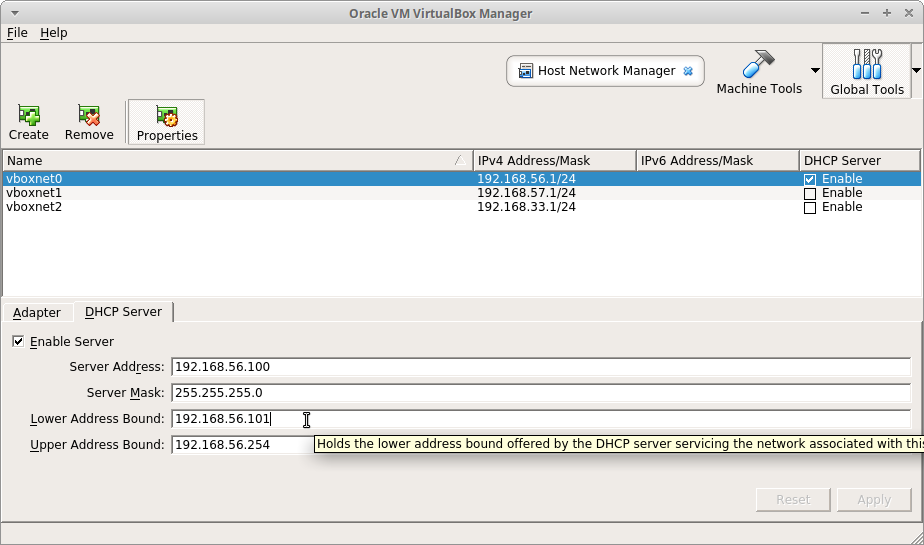 Oracle VM VirtualBox Manager
File Help
Host Network Manager
Machine Tools
Global Tools
Create Remove Properties
Name IPv4 Address/Mask IPv6 Address/Mask DHCP Server
vboxnet0 192.168.56.1/24 Enable
vboxnet1 192.168.57.1/24 Enable
vboxnet2 192.168.33.1/24 Enable
Adapter DHCP Server
Enable Server
Server Address: 192.168.56.100
Server Mask: 255.255.255.0
Lower Address Bound: 192.168.56.101
Upper Address Bound: 192.168.56.254
Holds the lower address bound offered by the DHCP server servicing the network associated with this
Reset Apply